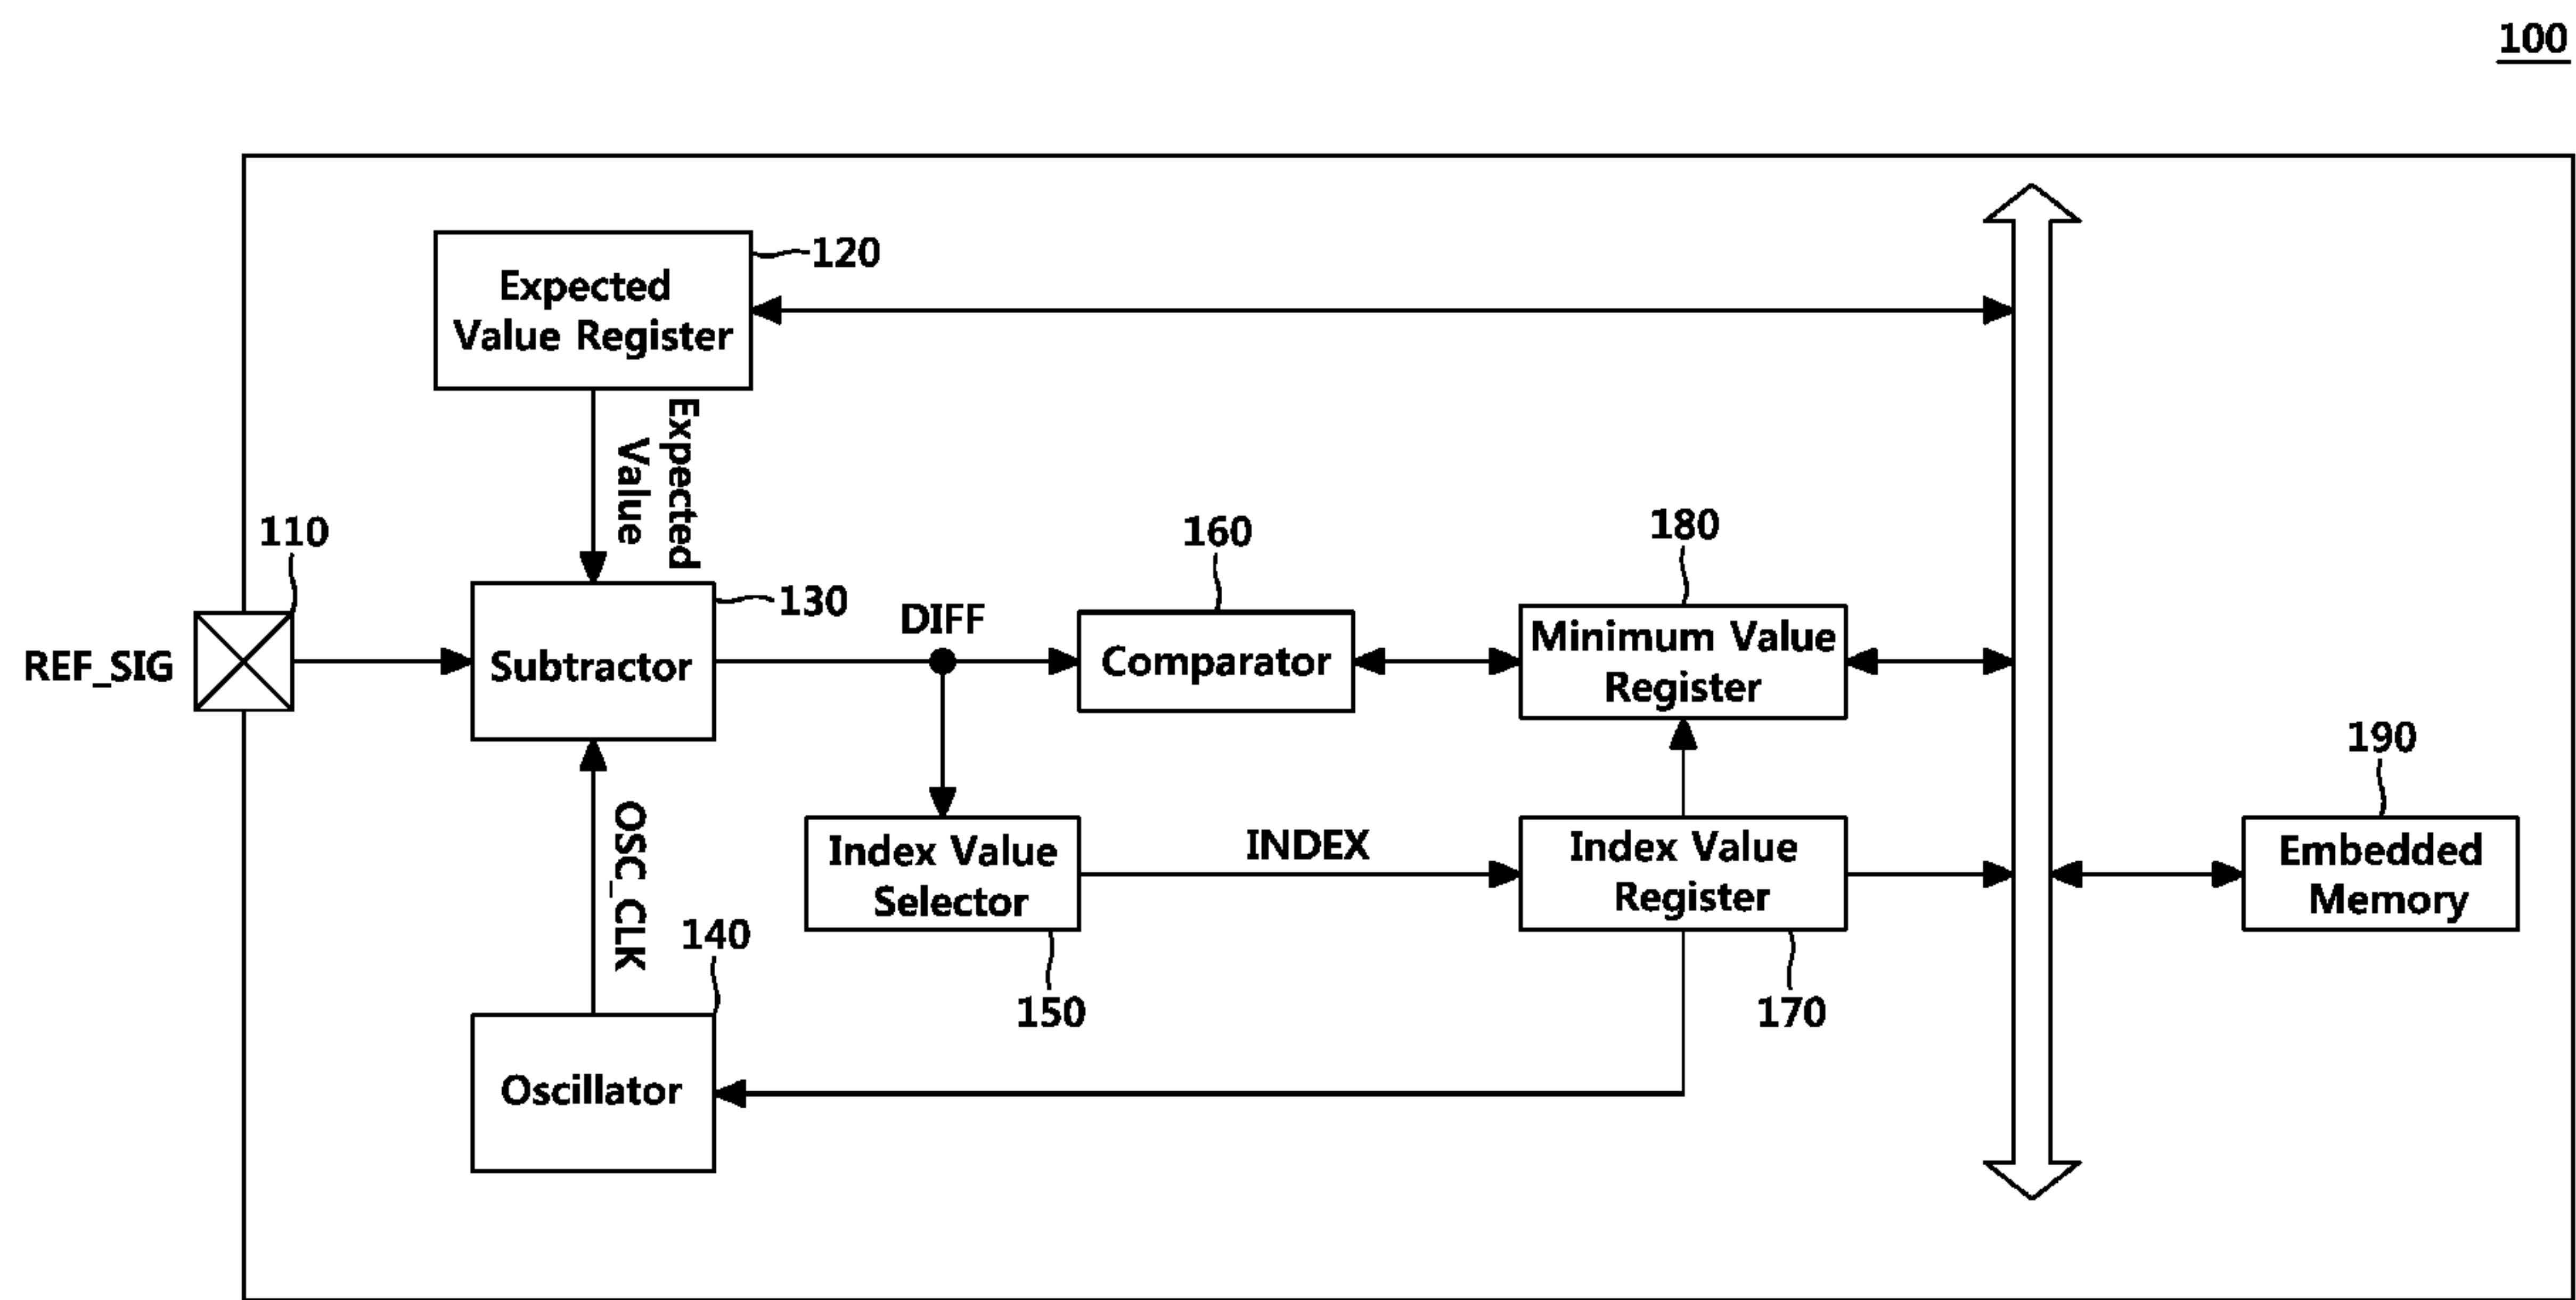 100
120
Expected
Value Register
Expected
Value
110
160
180
130
DIFF
REF_SIG
Subtractor
Comparator
Minimum Value
Register
190
OSC_CLK
Index Value
Selector
INDEX
Index Value
Register
Embedded
Memory
140
150
170
Oscillator